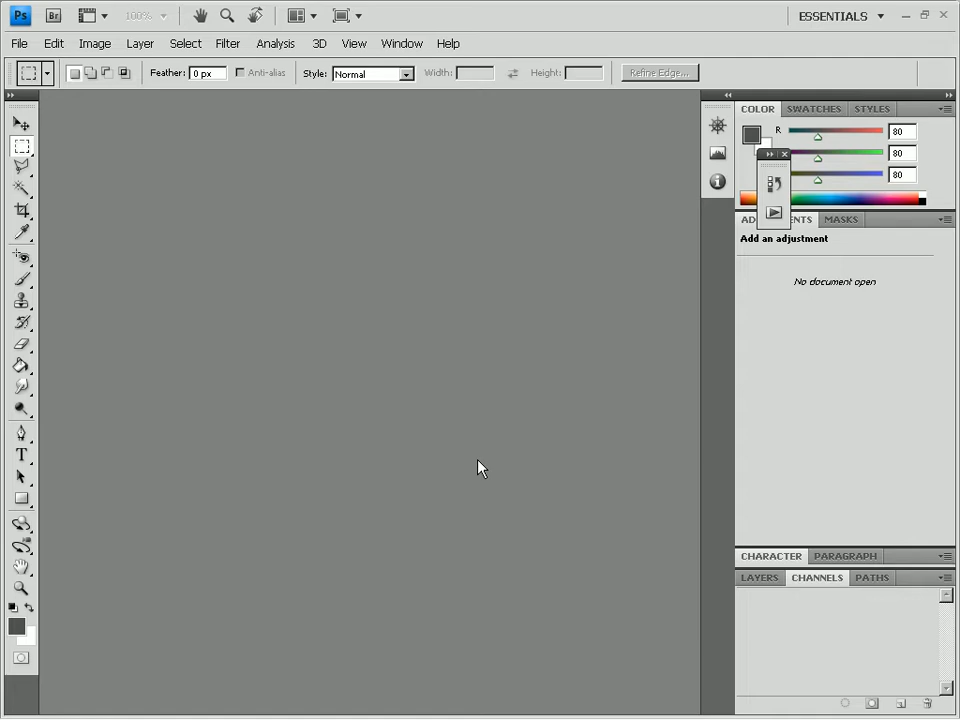 Ps Br 100% ESSENTIALS
File Edit Image Layer Select Filter Analysis 3D View Window Help
Feather: 0 px Anti-alias Style: Normal Width: Height: Refine Edge...
COLOR SWATCHES STYLES
R 80
80
80
MENTS MASKS
Add an adjustment
No document open
CHARACTER PARAGRAPH
LAYERS CHANNELS PATHS
T